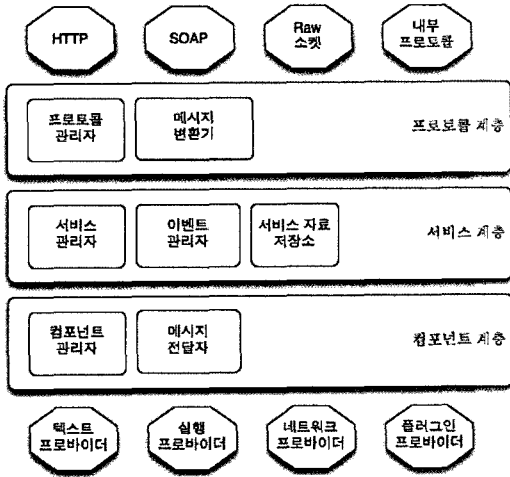 HTTP
SOAP
Raw
소켓
내부
프로토콜
프로토콜
관리자
메시지
변환기
프로토콜 계층
서비스
관리자
이벤트
관리자
서비스 자료
저장소
서비스 계층
컴포넌트
관리자
메시지
전달자
컴포넌트 계층
텍스트
프로바이더
실행
프로바이더
네트워크
프로바이더
플러그인
프로바이더